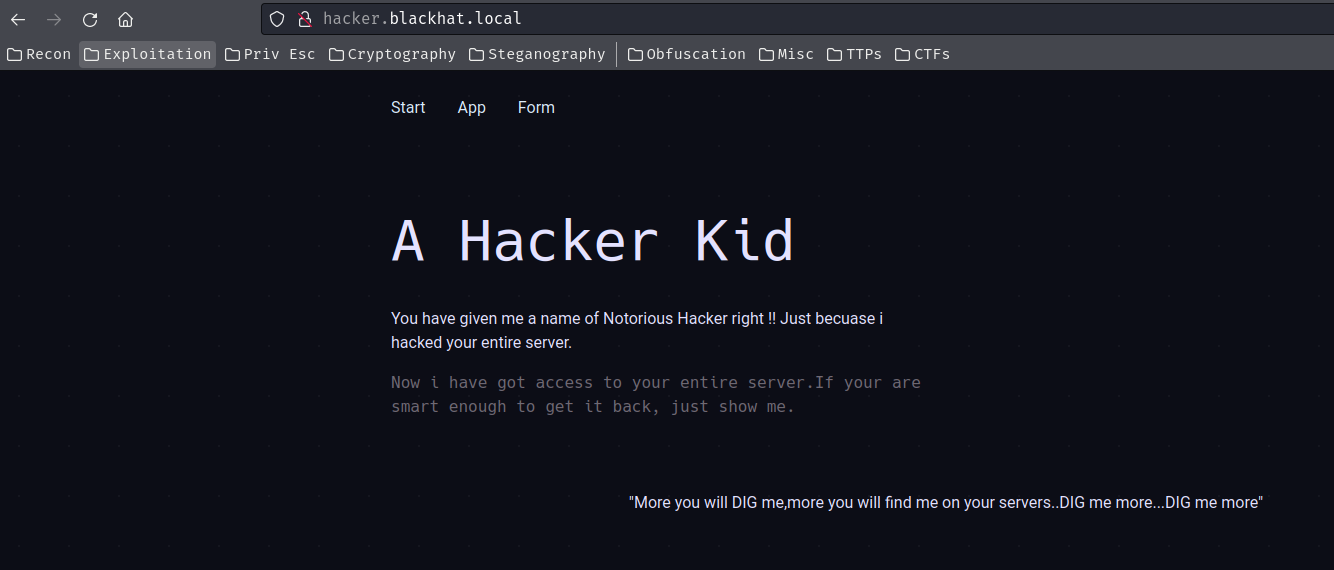 hacker.blackhat.local
Recon Exploitation Priv Esc Cryptography Steganography Obfuscation Misc TTPs CTFs
Start App Form
A Hacker Kid
You have given me a name of Notorious Hacker right !! Just becuase i
hacked your entire server.
Now i have got access to your entire server.If your are
smart enough to get it back, just show me.
"More you will DIG me,more you will find me on your servers..DIG me more...DIG me more"